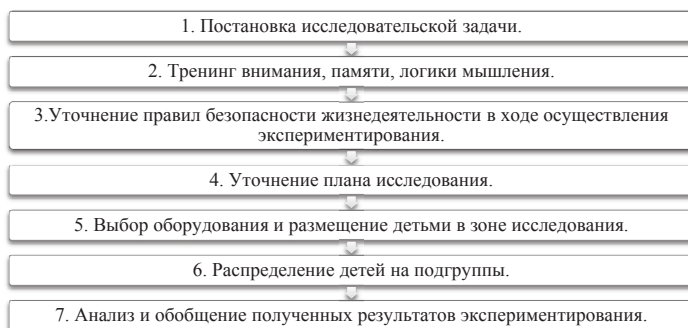 1. Постановка исследовательской задачи.
2. Тренинг внимания, памяти, логики мышления.
3.Уточнение правил безопасности жизнедеятельности в ходе осуществления
экспериментирования.
4. Уточнение плана исследования.
5. Выбор оборудования и размещение детьми в зоне исследования.
6. Распределение детей на подгруппы.
7. Анализ и обобщение полученных результатов экспериментирования.